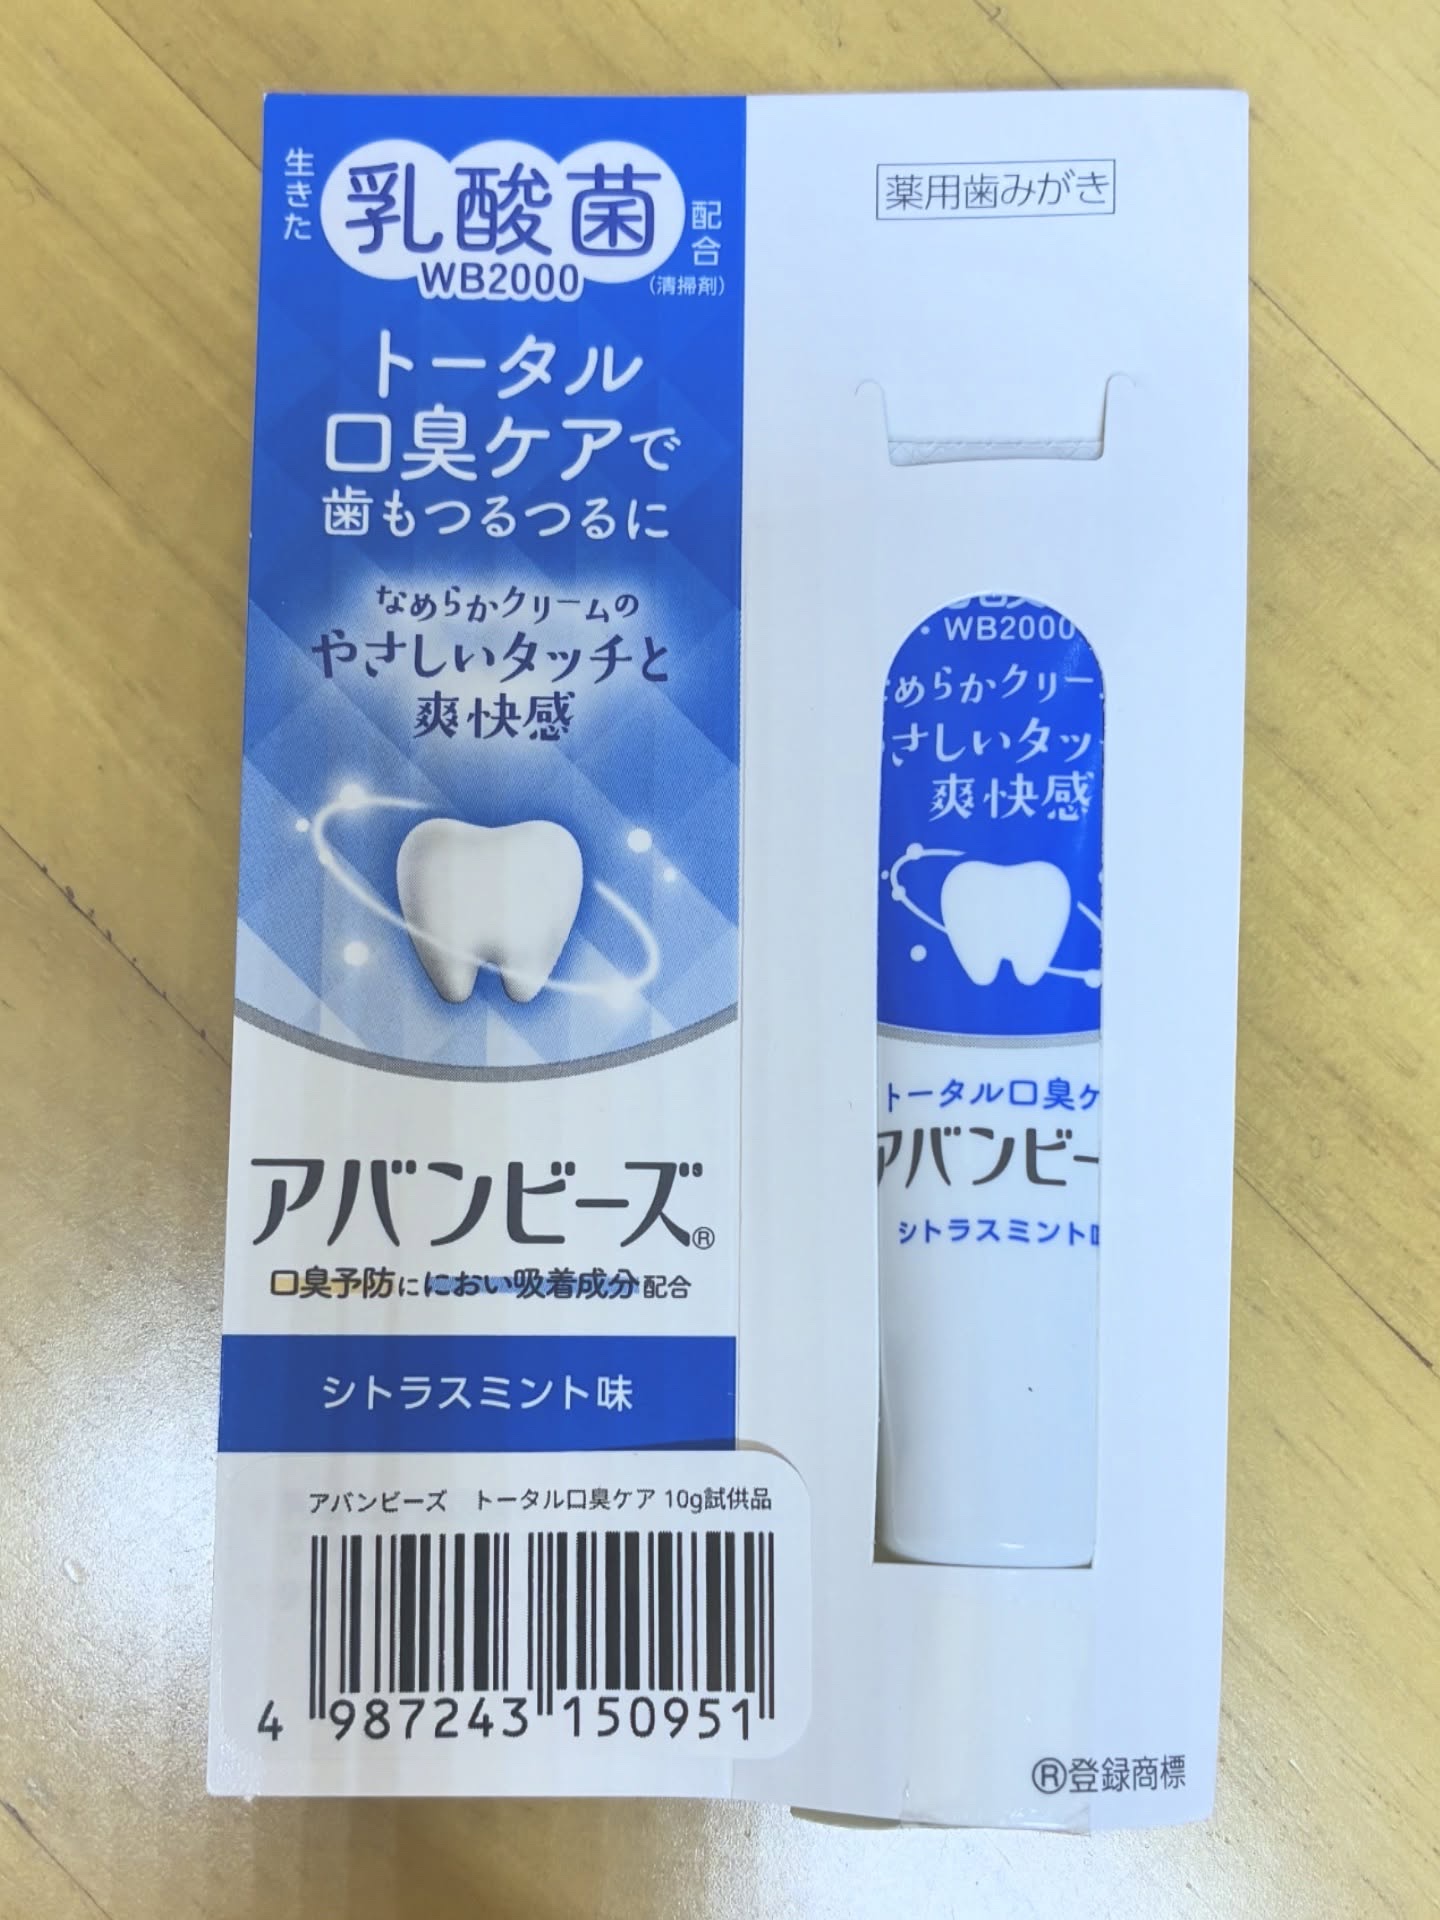 生きた
乳酸菌
WB2000
配合
(清掃剤)
トータル
口臭ケアで
歯もつるつるに
なめらかクリームの
やさしいタッチと
爽快感
アバンビーズ®
口臭予防ににおい吸着成分配合
シトラスミント味
アバンビーズ トータル口臭ケア 10g試供品
4 987243 150951
薬用歯みがき
WB2000
めらかクリー
さしいタッ
爽快感
トータル口臭ケ
アバンビー
シトラスミント
®登録商標